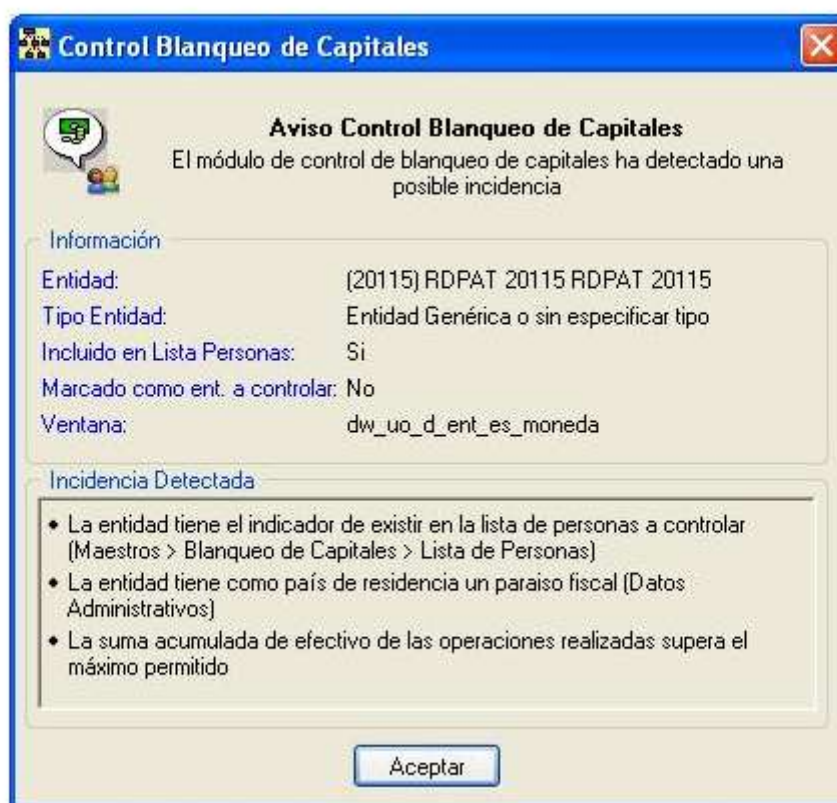 Control Blanqueo de Capitales
Aviso Control Blanqueo de Capitales
El módulo de control de blanqueo de capitales ha detectado una
posible incidencia
Información
Entidad: (20115) RDPAT 20115 RDPAT 20115
Tipo Entidad: Entidad Genérica o sin especificar tipo
Incluido en Lista Personas: Si
Marcado como ent. a controlar: No
Ventana: dw_uo_d_ent_es_moneda
Incidencia Detectada
• La entidad tiene el indicador de existir en la lista de personas a controlar
(Maestros > Blanqueo de Capitales > Lista de Personas)
• La entidad tiene como país de residencia un paraiso fiscal (Datos
Administrativos)
• La suma acumulada de efectivo de las operaciones realizadas supera el
máximo permitido
Aceptar